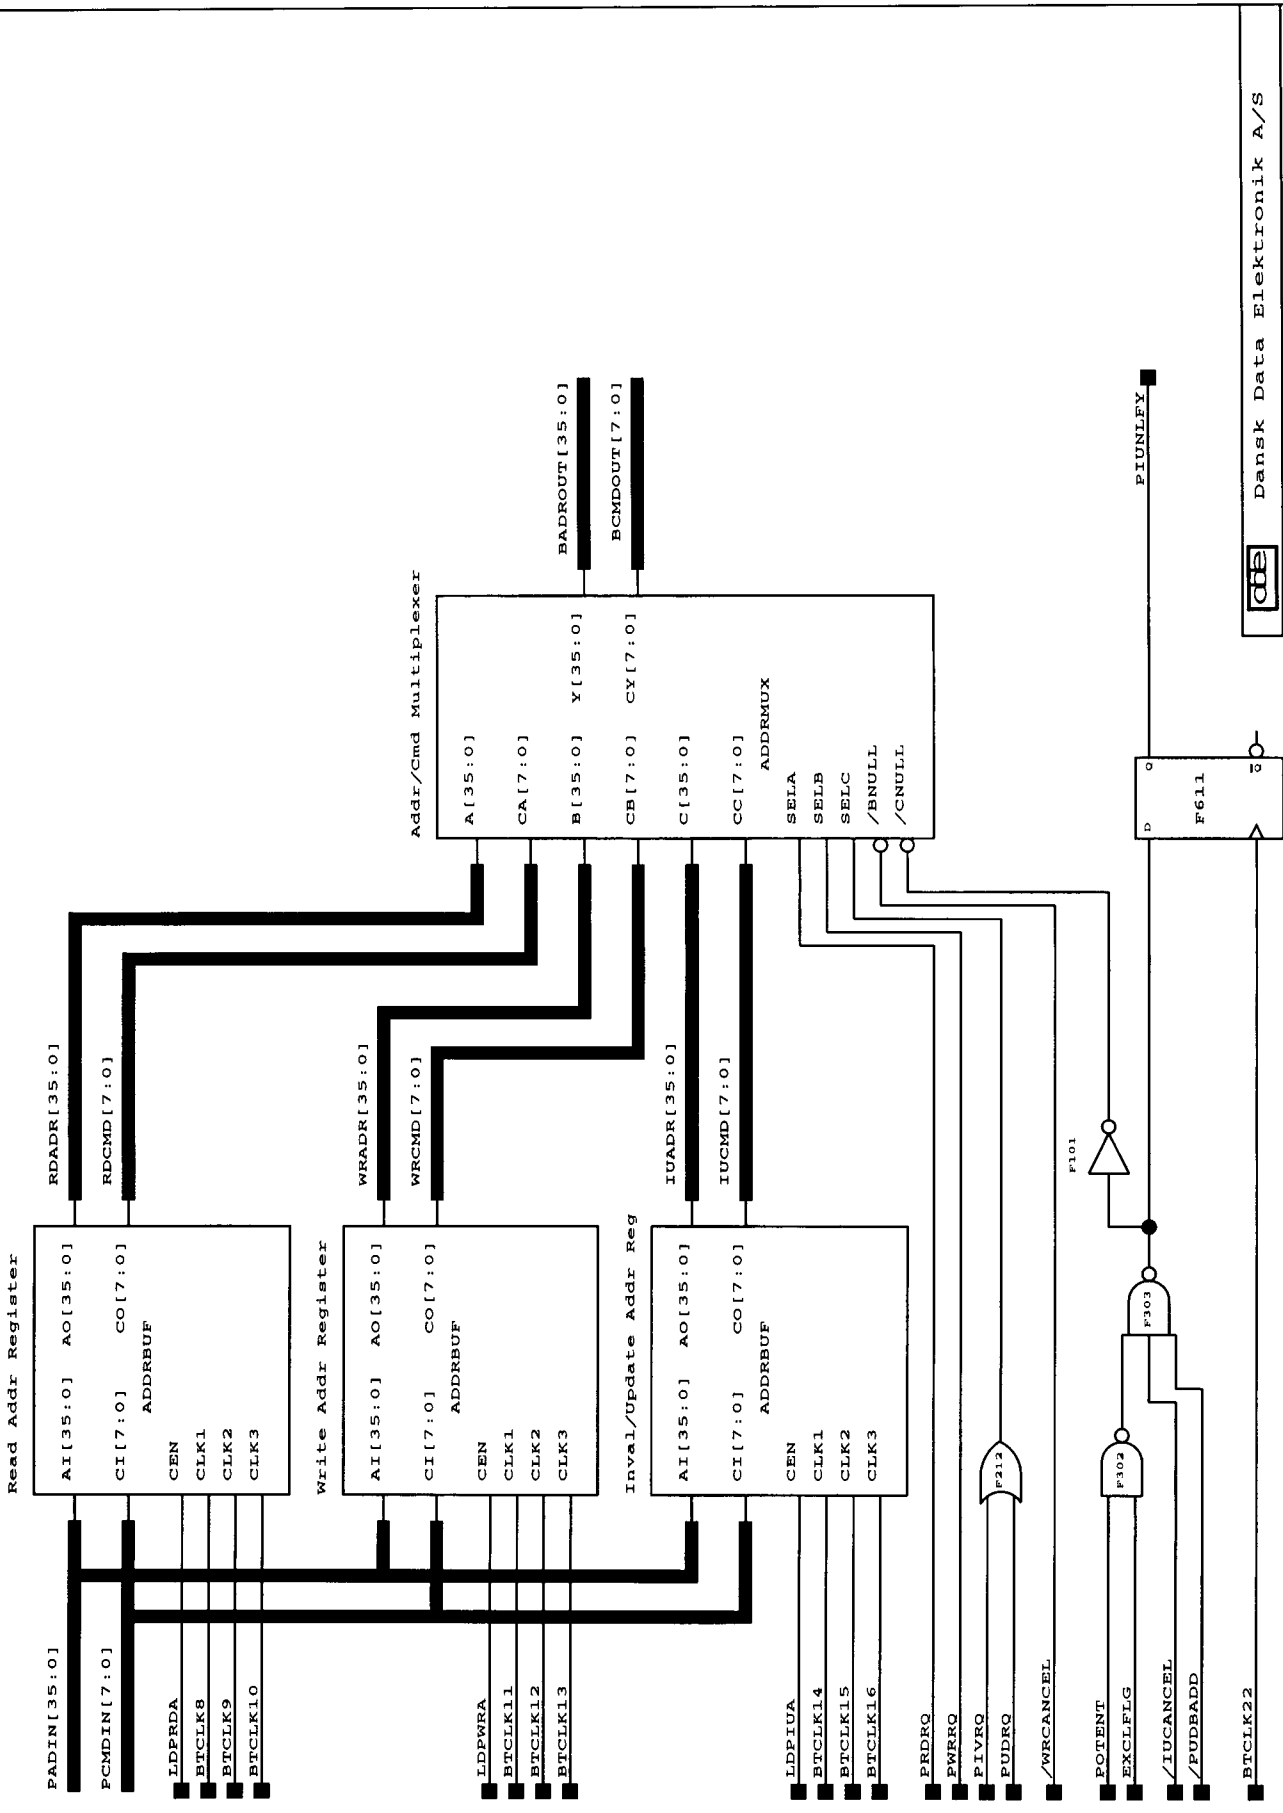 Read Addr Register
PADIN[35:0]
AI[35:0]
AO[35:0]
RDADR[35:0]
PCMDIN[7:0]
CI[7:0]
CO[7:0]
RDCMD[7:0]
ADDRBUF
LDPRDA
CEN
BTCLK8
CLK1
BTCLK9
CLK2
BTCLK10
CLK3
Write Addr Register
AI[35:0]
AO[35:0]
WRADR[35:0]
CI[7:0]
CO[7:0]
WRCMD[7:0]
ADDRBUF
LDPWRA
CEN
BTCLK11
CLK1
BTCLK12
CLK2
BTCLK13
CLK3
Inval/Update Addr Reg
AI[35:0]
AO[35:0]
IUADR[35:0]
CI[7:0]
CO[7:0]
IUCMD[7:0]
ADDRBUF
LDPIUA
CEN
BTCLK14
CLK1
BTCLK15
CLK2
BTCLK16
CLK3
Addr/Cmd Multiplexer
A[35:0]
CA[7:0]
B[35:0]
Y[35:0]
BADROUT[35:0]
CB[7:0]
CY[7:0]
BCMDOUT[7:0]
C[35:0]
CC[7:0]
ADDRMUX
SELA
SELB
SELC
/BNULL
/CNULL
PRDRQ
PWRRQ
PIVRQ
PUDRQ
F212
/WRCANCEL
POTENT
EXCLFLG
F302
/IUCANCEL
/PUDBADD
F303
F101
D
Q
F611
Q
PIUNLFY
BTCLK22
dde
Dansk Data Elektronik A/S